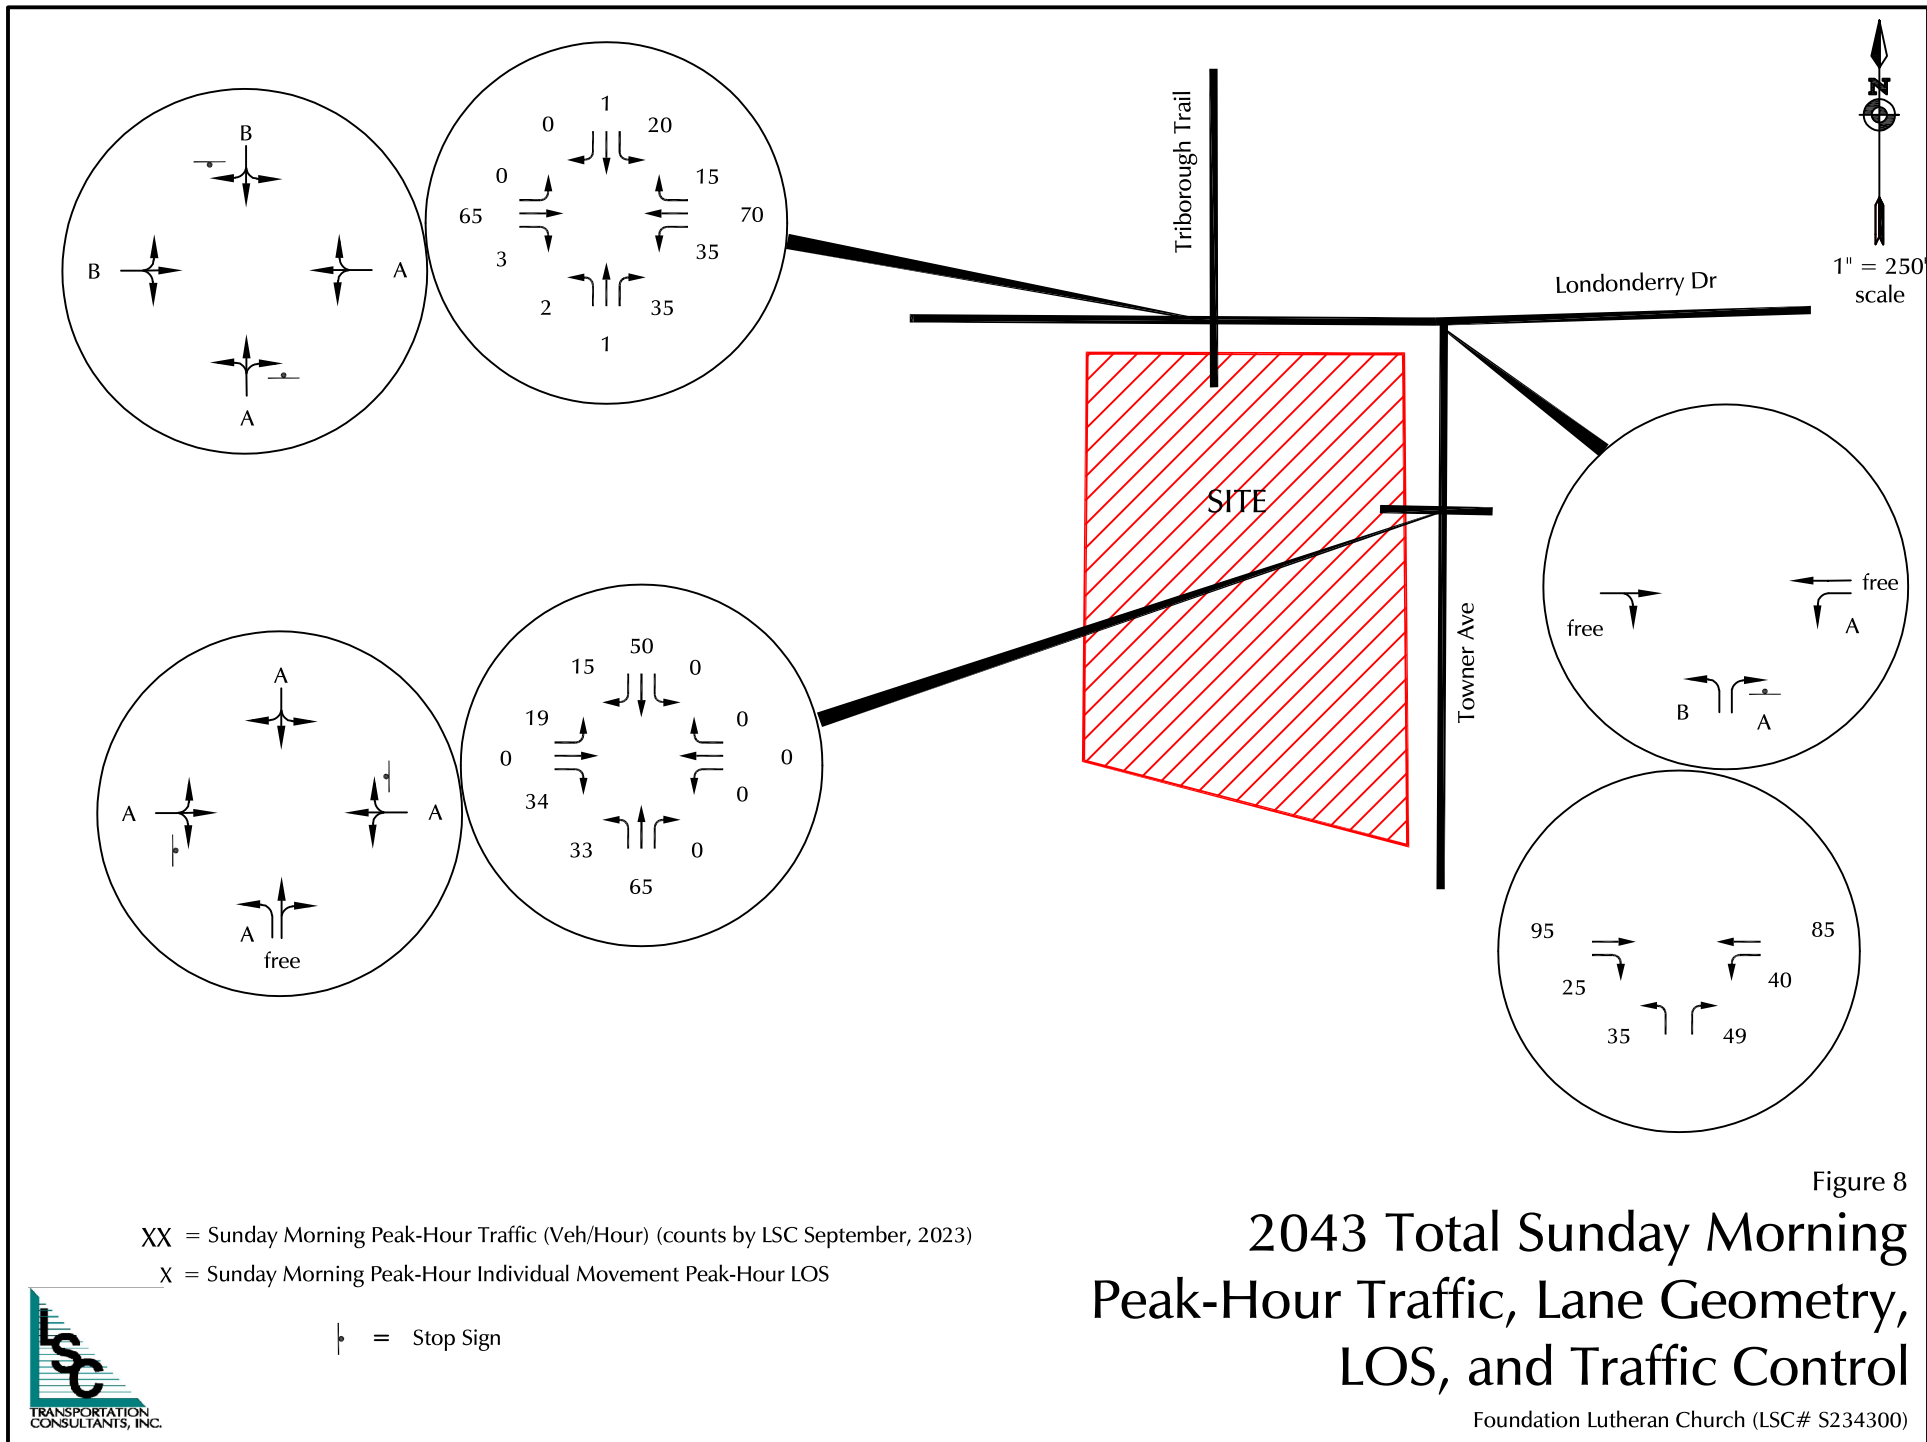 N
1" = 250'
scale
Triborough Trail
Londonderry Dr
SITE
Towner Ave
B
B
A
A
1
0
20
0
15
65
70
3
35
2
35
1
free
free
A
B
A
A
A
A
A
free
50
15
0
19
0
0
0
34
0
33
0
65
95
85
25
40
35
49
XX = Sunday Morning Peak-Hour Traffic (Veh/Hour) (counts by LSC September, 2023)
X = Sunday Morning Peak-Hour Individual Movement Peak-Hour LOS
= Stop Sign
LSC
TRANSPORTATION
CONSULTANTS, INC.
Figure 8
2043 Total Sunday Morning
Peak-Hour Traffic, Lane Geometry,
LOS, and Traffic Control
Foundation Lutheran Church (LSC# S234300)